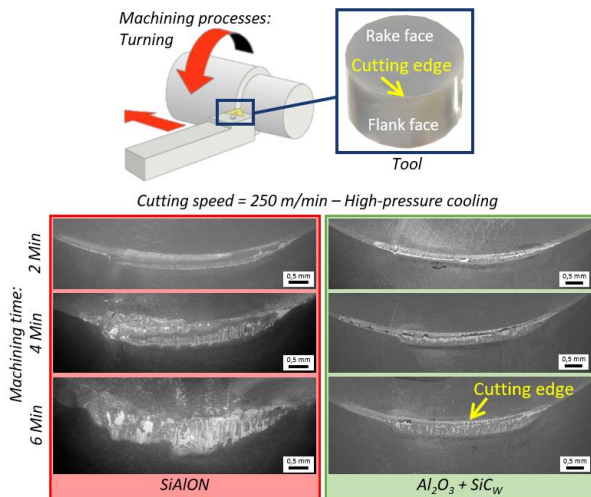 Machining processes:
Turning
Rake face
Cutting edge
Flank face
Tool
Cutting speed = 250 m/min – High-pressure cooling
Machining time:
2 Min
0,5 mm
0,5 mm
4 Min
0,5 mm
0,5 mm
6 Min
Cutting edge
0,5 mm
0,5 mm
SiAlON
Al₂O₃ + SiC_W